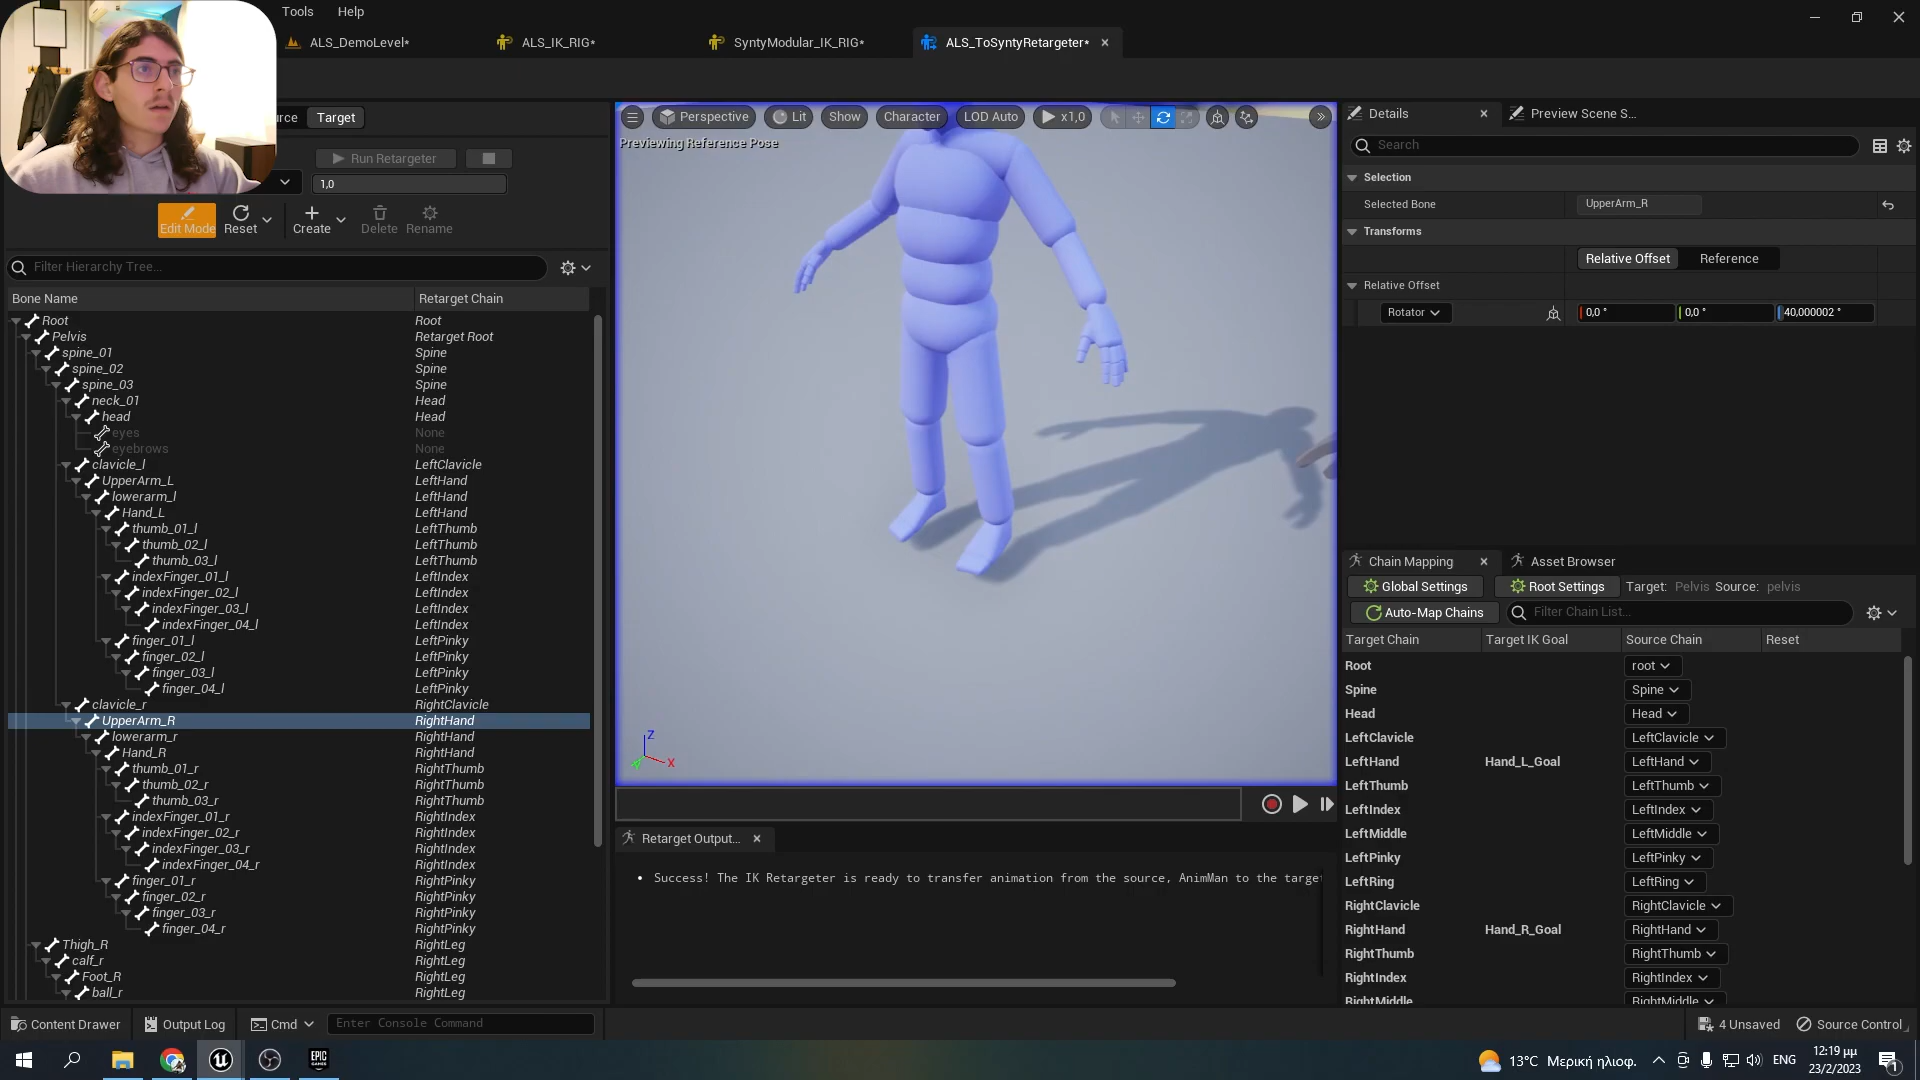 Tools Help
ALS_DemoLevel*
ALS_IK_RIG*
SyntyModular_IK_RIG*
ALS_ToSyntyRetargeter*
Target
Run Retargeter
1,0
Edit Mode Reset Create Delete Rename
Filter Hierarchy Tree...
Bone Name Retarget Chain
Root Root
Pelvis Retarget Root
spine_01 Spine
spine_02 Spine
spine_03 Spine
neck_01 Head
head Head
eyes None
eyebrows None
clavicle_l LeftClavicle
UpperArm_L LeftHand
lowerarm_l LeftHand
Hand_L LeftHand
thumb_01_l LeftThumb
thumb_02_l LeftThumb
thumb_03_l LeftThumb
indexFinger_01_l LeftIndex
indexFinger_02_l LeftIndex
indexFinger_03_l LeftIndex
indexFinger_04_l LeftIndex
finger_01_l LeftPinky
finger_02_l LeftPinky
finger_03_l LeftPinky
finger_04_l LeftPinky
clavicle_r RightClavicle
UpperArm_R RightHand
lowerarm_r RightHand
Hand_R RightHand
thumb_01_r RightThumb
thumb_02_r RightThumb
thumb_03_r RightThumb
indexFinger_01_r RightIndex
indexFinger_02_r RightIndex
indexFinger_03_r RightIndex
indexFinger_04_r RightIndex
finger_01_r RightPinky
finger_02_r RightPinky
finger_03_r RightPinky
finger_04_r RightPinky
Thigh_R RightLeg
calf_r RightLeg
Foot_R RightLeg
ball_r RightLeg
Perspective Lit Show Character LOD Auto x1,0
Previewing Reference Pose
Z
X
Y
Retarget Output...
Success! The IK Retargeter is ready to transfer animation from the source, AnimMan to the targe
Details Preview Scene S...
Search
Selection
Selected Bone UpperArm_R
Transforms
Relative Offset Reference
Relative Offset
Rotator 0,0 ° 0,0 ° 40,000002 °
Chain Mapping Asset Browser
Global Settings Root Settings Target: Pelvis Source: pelvis
Auto-Map Chains Filter Chain List...
Target Chain Target IK Goal Source Chain Reset
Root root
Spine Spine
Head Head
LeftClavicle LeftClavicle
LeftHand Hand_L_Goal LeftHand
LeftThumb LeftThumb
LeftIndex LeftIndex
LeftMiddle LeftMiddle
LeftPinky LeftPinky
LeftRing LeftRing
RightClavicle RightClavicle
RightHand Hand_R_Goal RightHand
RightThumb RightThumb
RightIndex RightIndex
RightMiddle RightMiddle
Content Drawer Output Log Cmd Enter Console Command
4 Unsaved Source Control
EPIC GAMES
13°C Μερική ηλιοφ. ENG
12:19 μμ
23/2/2023
1